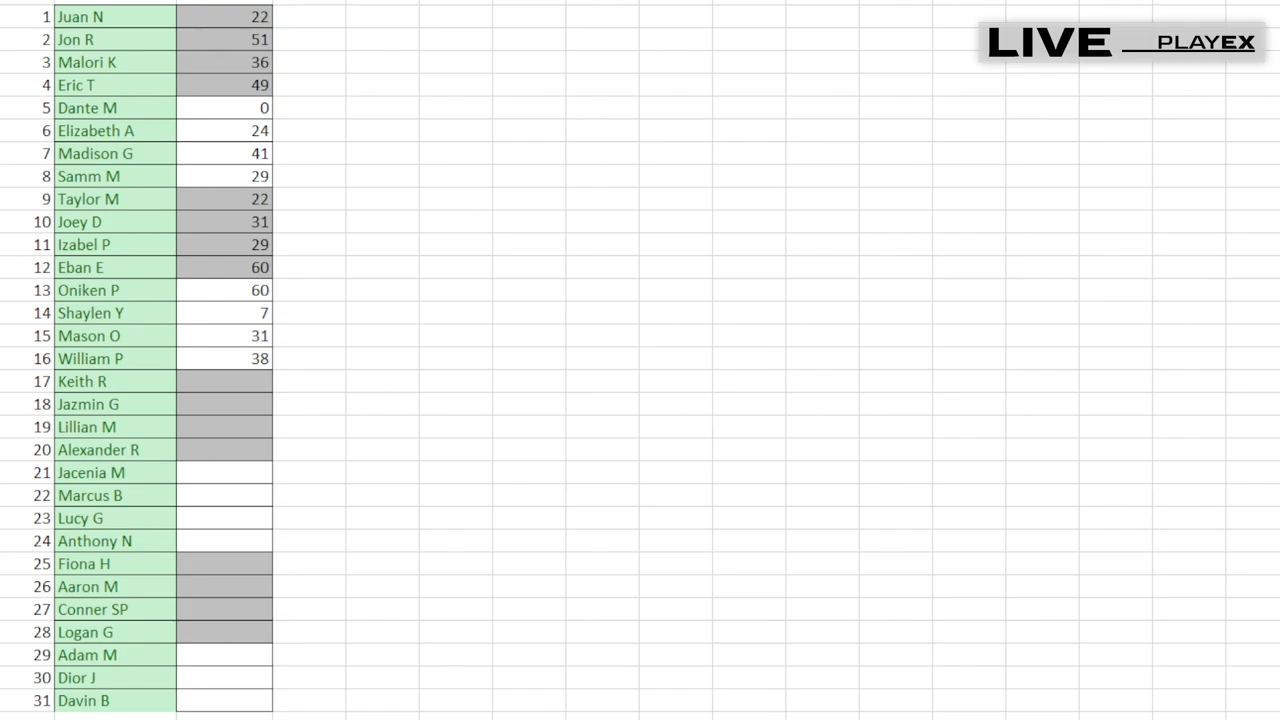 1 Juan N 22
2 Jon R 51
3 Malori K 36
4 Eric T 49
5 Dante M 0
6 Elizabeth A 24
7 Madison G 41
8 Samm M 29
9 Taylor M 22
10 Joey D 31
11 Izabel P 29
12 Eban E 60
13 Oniken P 60
14 Shaylen Y 7
15 Mason O 31
16 William P 38
17 Keith R
18 Jazmin G
19 Lillian M
20 Alexander R
21 Jacenia M
22 Marcus B
23 Lucy G
24 Anthony N
25 Fiona H
26 Aaron M
27 Conner SP
28 Logan G
29 Adam M
30 Dior J
31 Davin B
LIVE PLAYEX